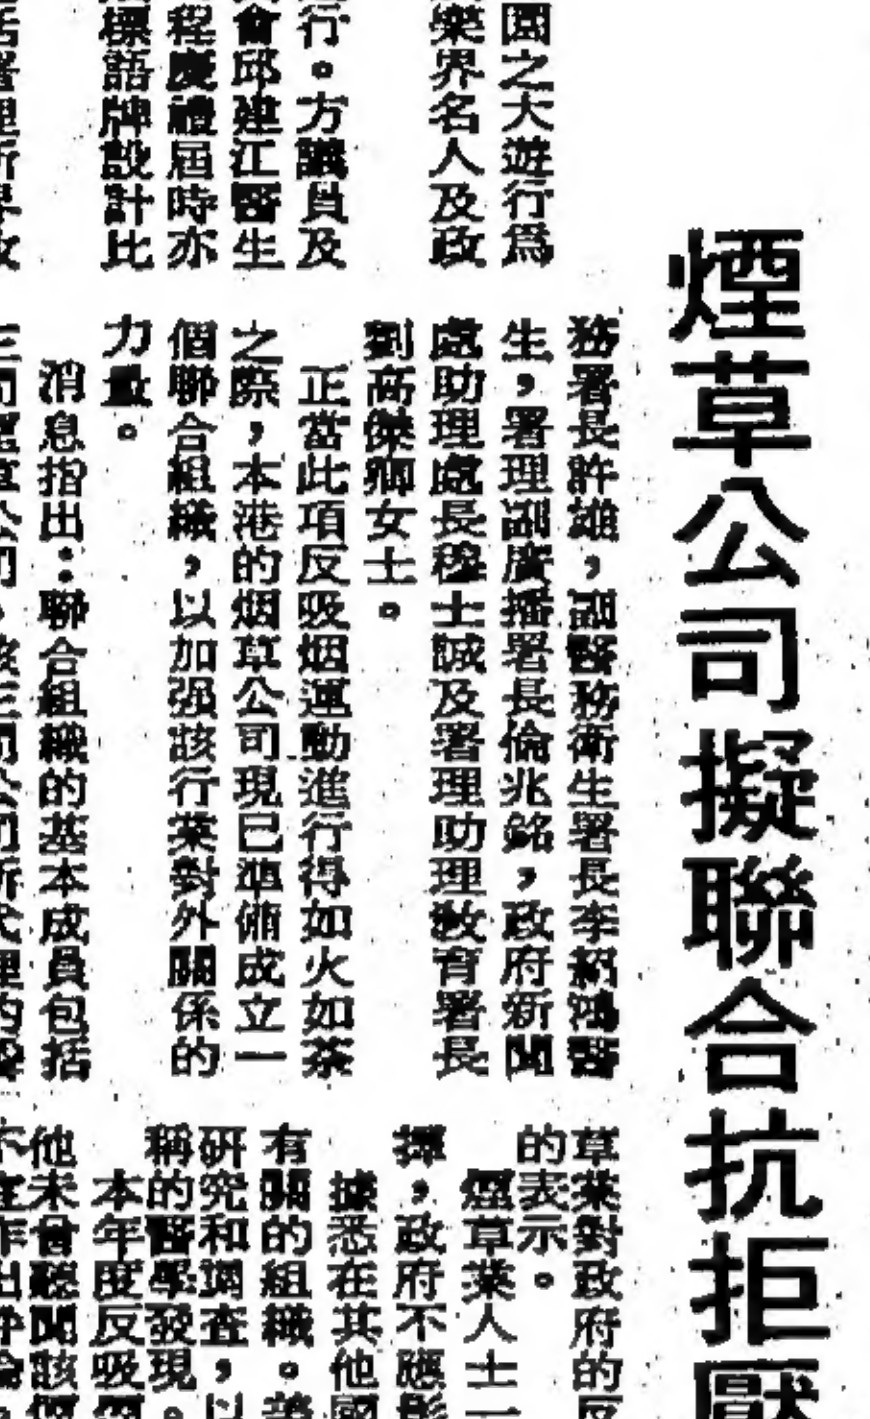 煙草公司擬聯合抗拒壓
園之大遊行爲
樂界名人及政
行。方議員及
會邱建江醫生
程慶禮屆時亦
標語牌設計比
務署長許雄，副醫務衛生署長李紹鴻醫
生，署理副廣播署長倫兆銘，政府新聞
處助理處長穆士誠及署理助理教育署長
劉高傑卿女士。
正當此項反吸烟運動進行得如火如荼
之際，本港的烟草公司現已準備成立一
個聯合組織，以加强該行業對外關係的
力量。
消息指出：聯合組織的基本成員包括
草業對政府的反
的表示。
煙草業人士一
擇，政府不應
據悉在其他國
有關的組織。
研究和調查，以
稱的醫學發現。
本年度反吸
他未曾聽聞該